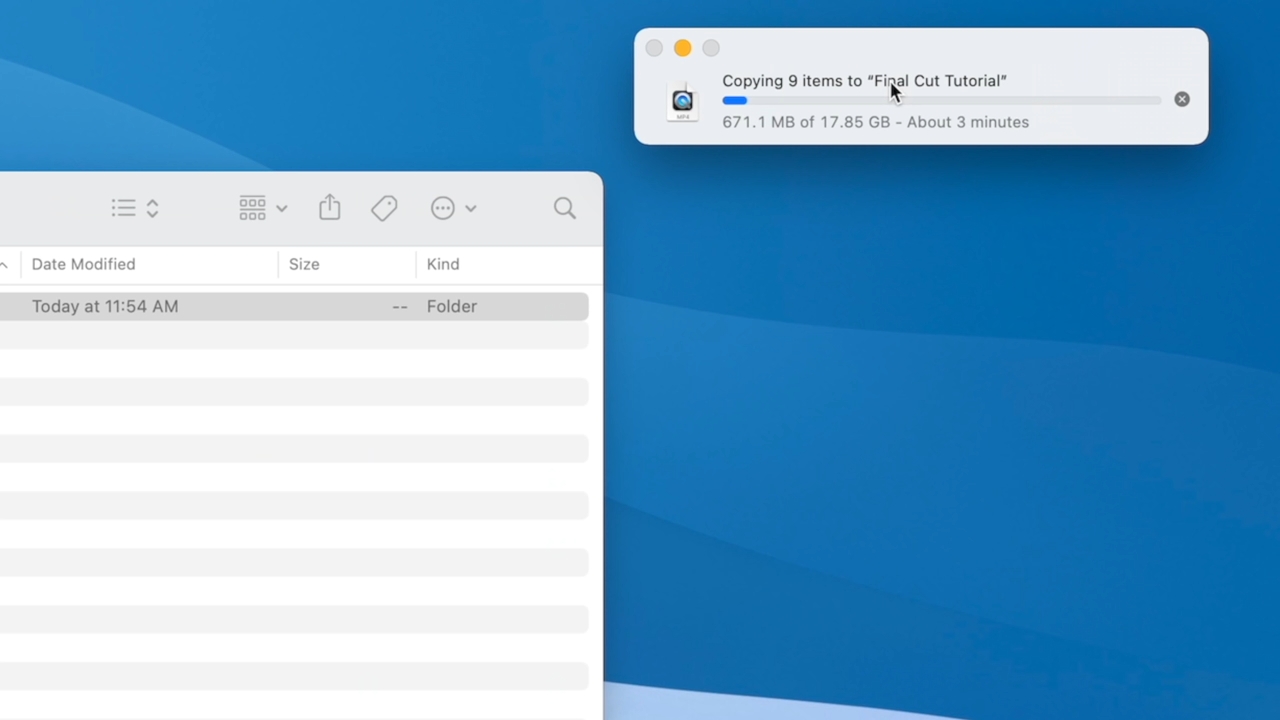 Copying 9 items to “Final Cut Tutorial”
MP4
671.1 MB of 17.85 GB - About 3 minutes
Date Modified
Size
Kind
Today at 11:54 AM
--
Folder